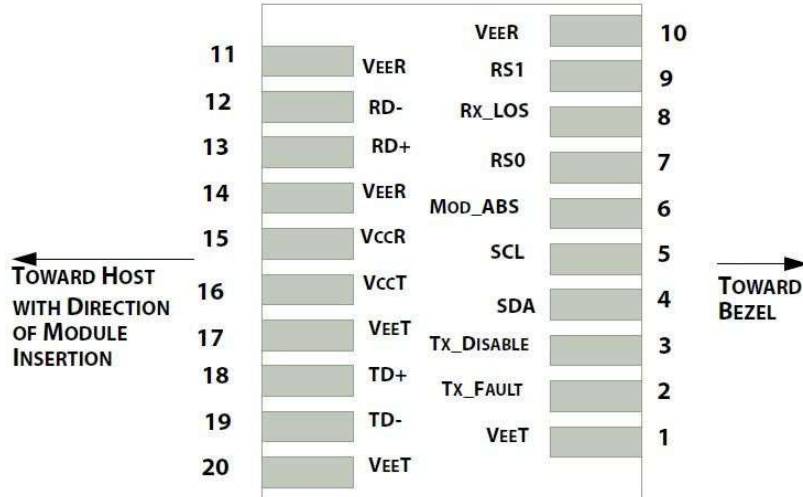 11 VEER
12 RD-
13 RD+
14 VEER
15 VCCR
16 VCCT
17 VEET
18 TD+
19 TD-
20 VEET
VEER 10
RS1 9
RX_LOS 8
RS0 7
MOD_ABS 6
SCL 5
SDA 4
TX_DISABLE 3
TX_FAULT 2
VEET 1
TOWARD HOST
WITH DIRECTION
OF MODULE
INSERTION
TOWARD
BEZEL